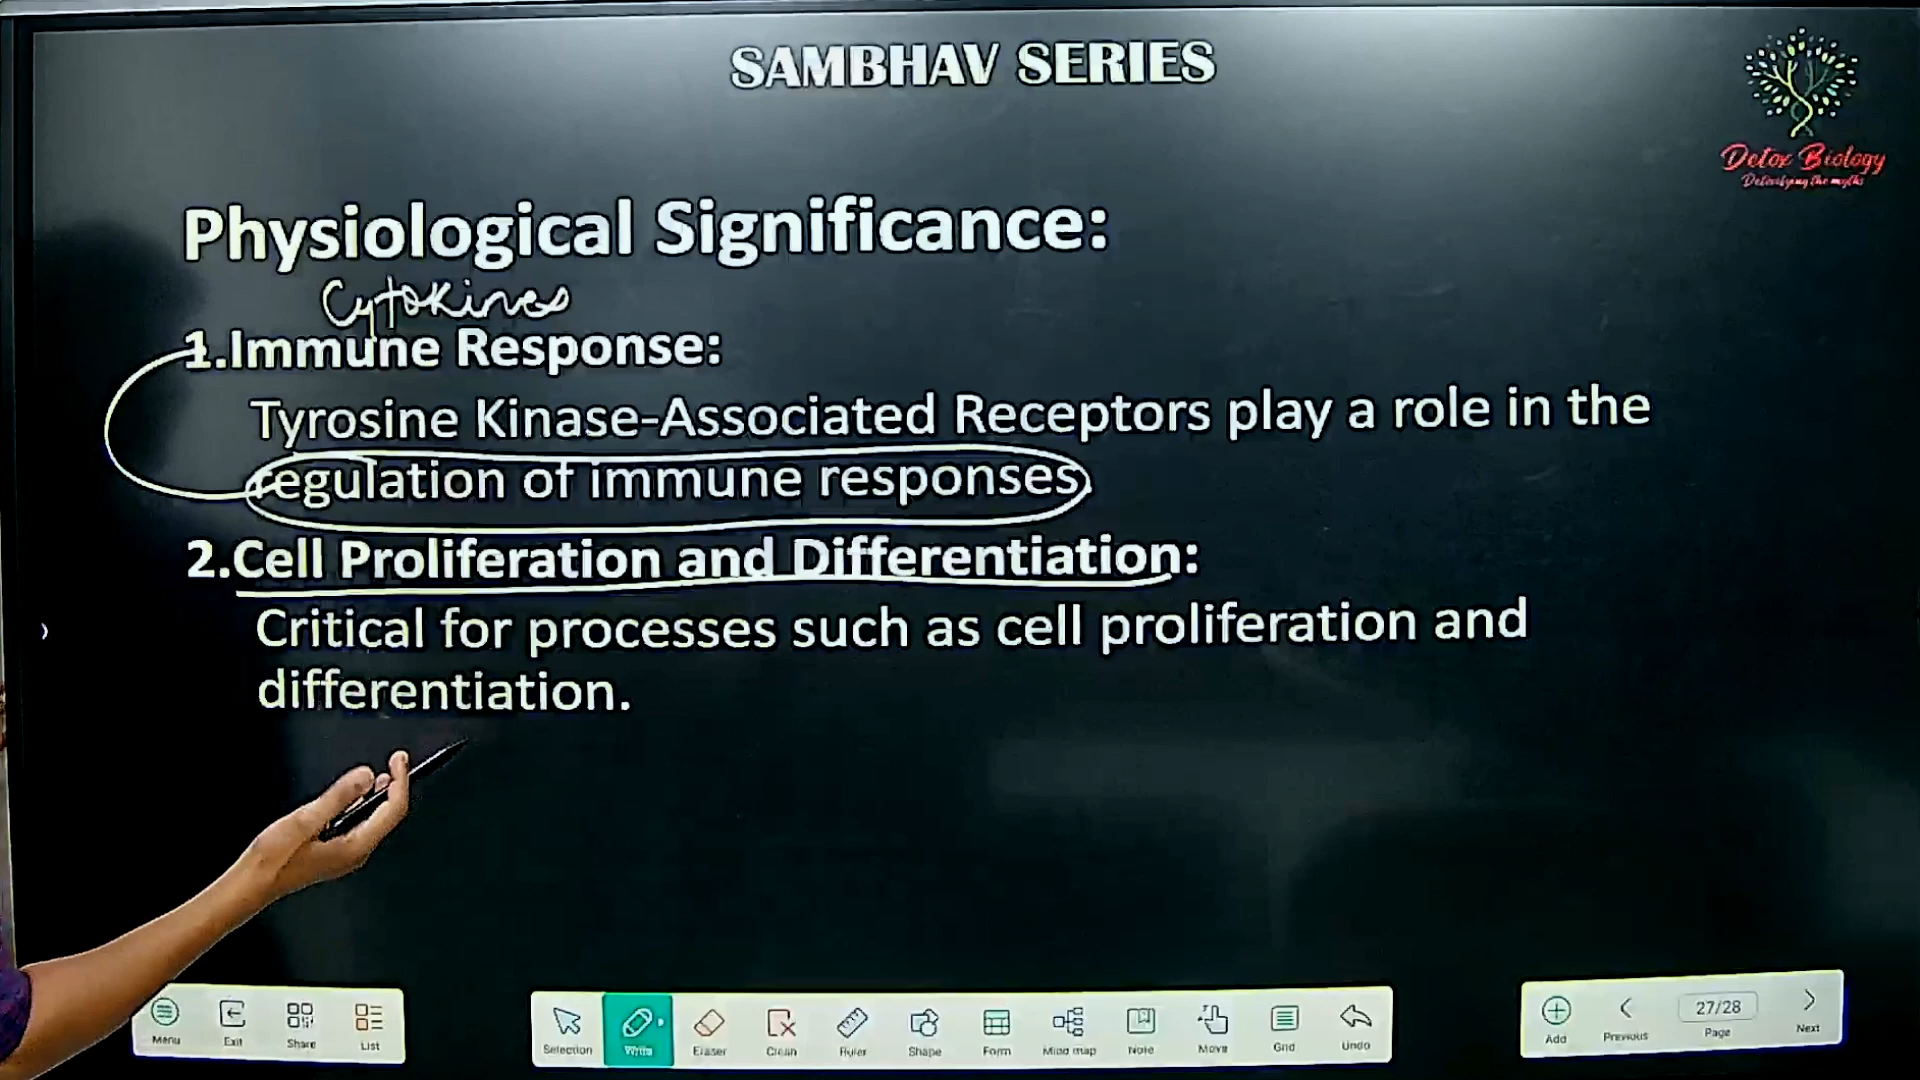 SAMBHAV SERIES
Detox Biology
Detoxifying the myths
Physiological Significance:
Cytokines
1.Immune Response:
Tyrosine Kinase-Associated Receptors play a role in the
regulation of immune responses.
2.Cell Proliferation and Differentiation:
Critical for processes such as cell proliferation and
differentiation.
Menu
Exit
Share
List
Selection
Write
Eraser
Clean
Ruler
Shape
Form
Mind map
Note
Move
Grid
Undo
Add
Previous
27/28
Page
Next